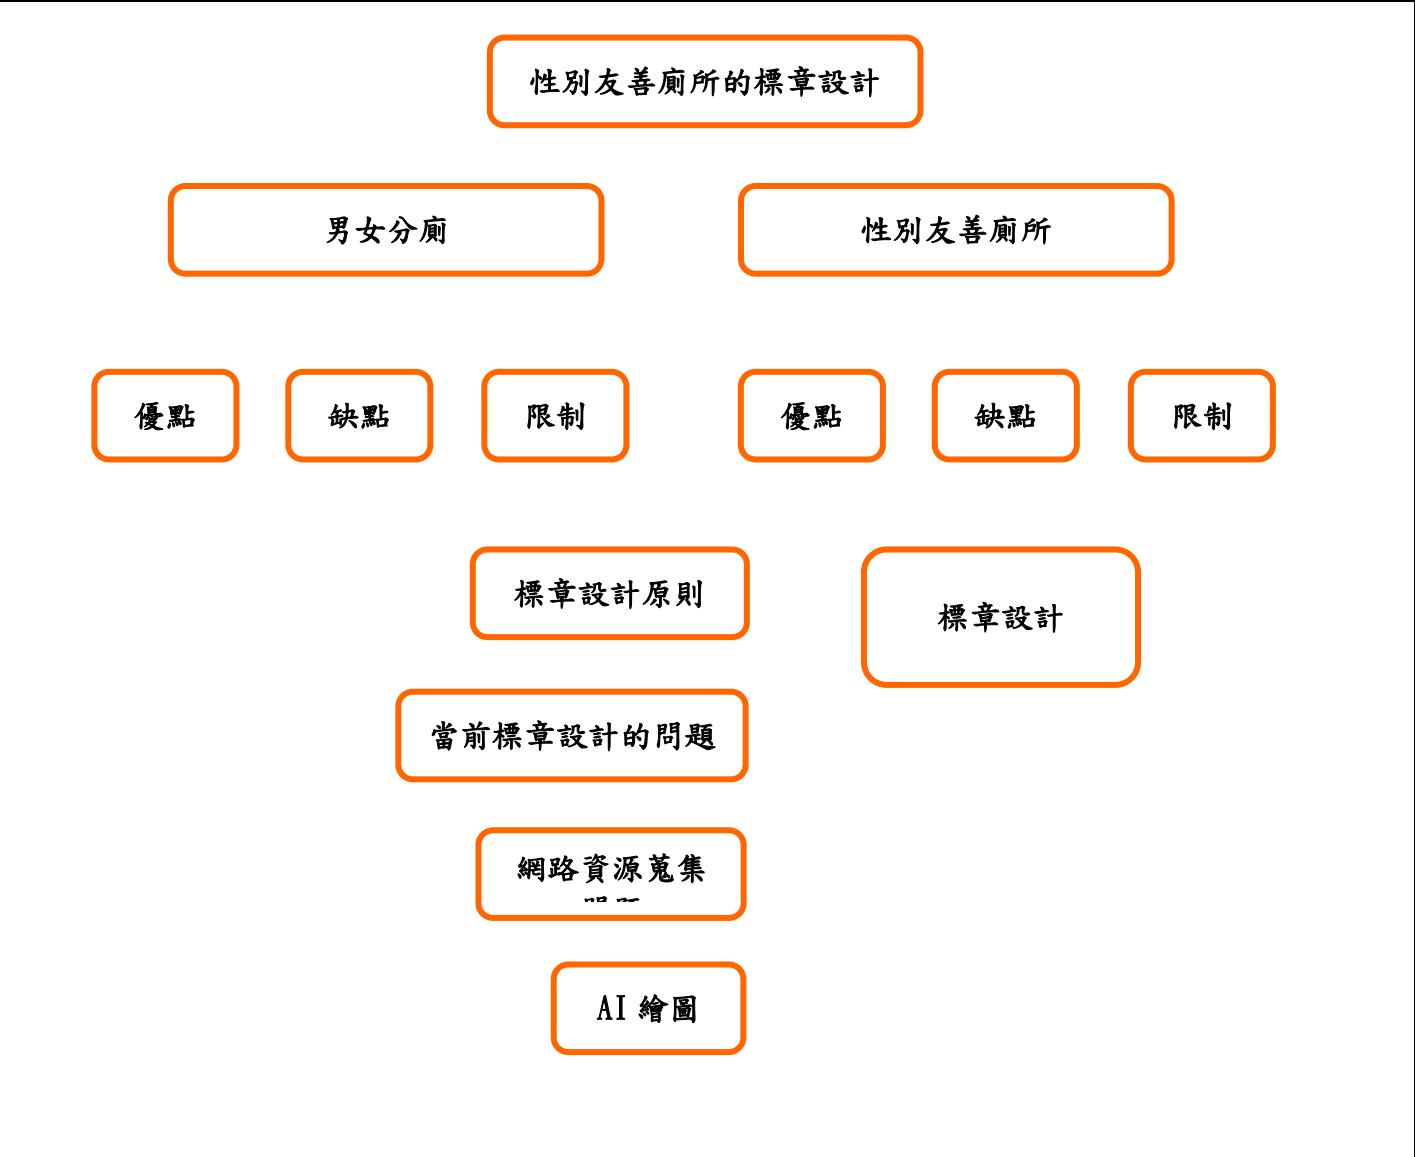 性別友善廁所的標章設計
男女分廁
性別友善廁所
優點
缺點
限制
優點
缺點
限制
標章設計原則
標章設計
當前標章設計的問題
網路資源蒐集
AI 繪圖